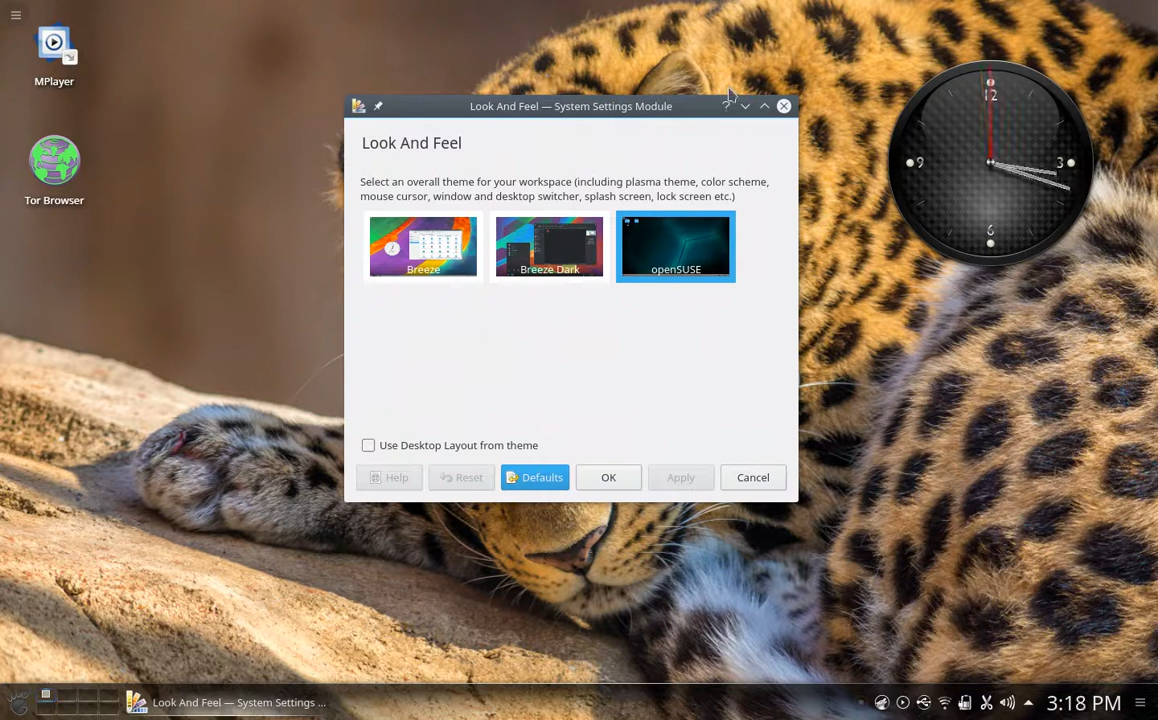 MPlayer
Tor Browser
Look And Feel — System Settings Module
?
Look And Feel
Select an overall theme for your workspace (including plasma theme, color scheme,
mouse cursor, window and desktop switcher, splash screen, lock screen etc.)
Breeze
Breeze Dark
openSUSE
Use Desktop Layout from theme
Help
Reset
Defaults
OK
Apply
Cancel
12
9
3
6
Look And Feel — System Settings ...
3:18 PM